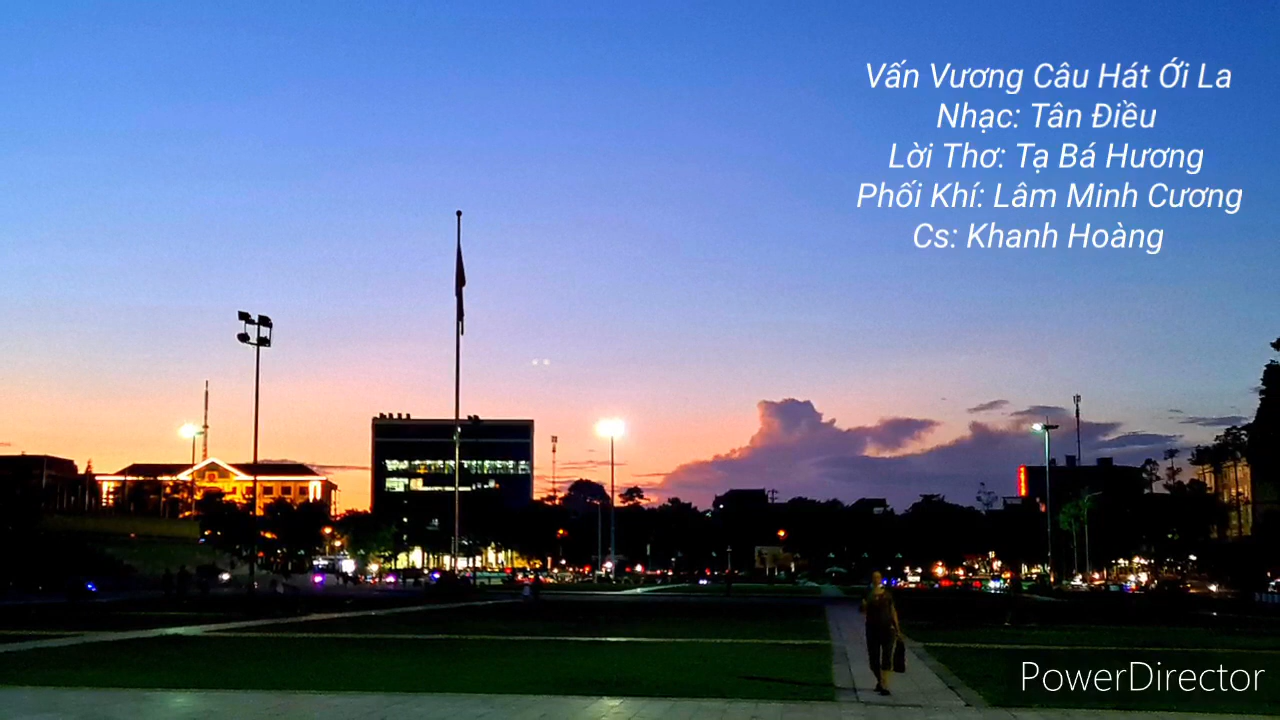 Vấn Vương Câu Hát Ới La
Nhạc: Tân Điều
Lời Thơ: Tạ Bá Hương
Phối Khí: Lâm Minh Cương
Cs: Khanh Hoàng
PowerDirector